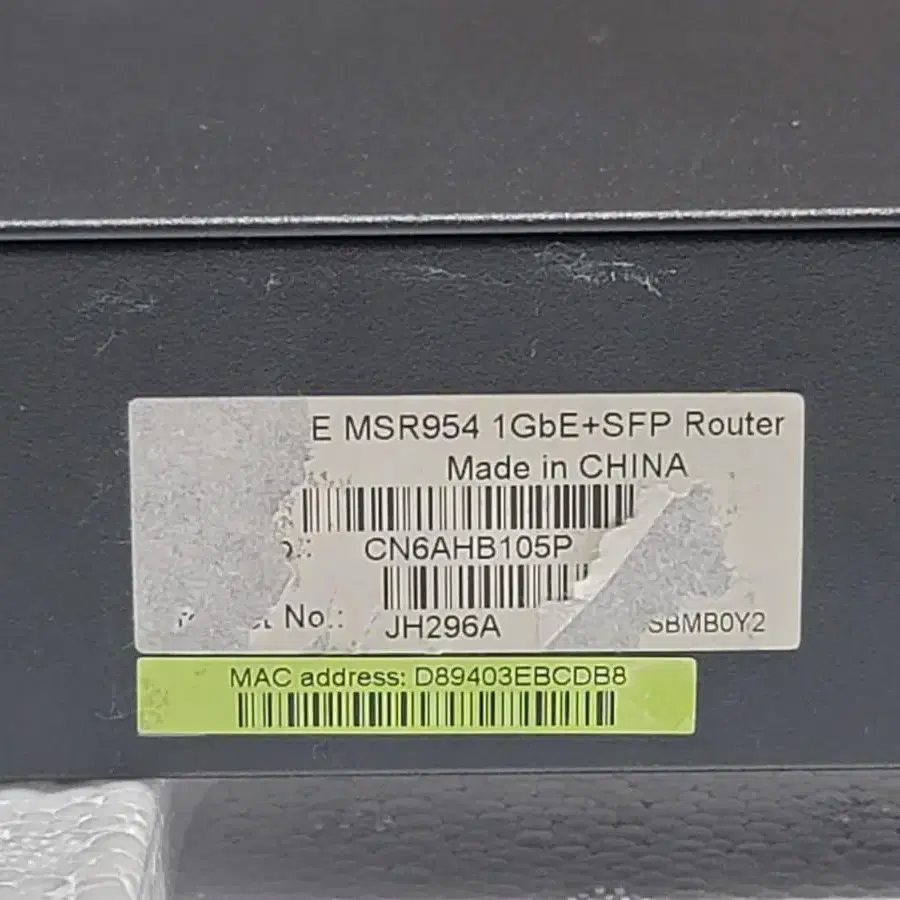 E MSR954 1GbE+SFP Router
Made in CHINA
CN6AHB105P
No.: JH296A SBMB0Y2
MAC address: D89403EBCDB8